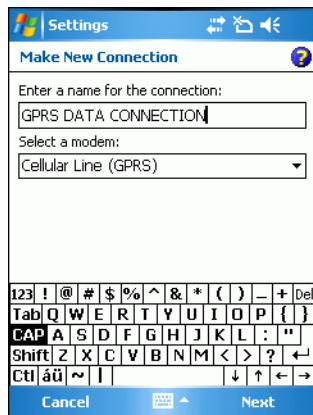 Settings
Make New Connection
Enter a name for the connection:
GPRS DATA CONNECTION
Select a modem:
Cellular Line (GPRS)
123 ! @ # $ % ^ & * ( ) _ + Del
Tab Q W E R T Y U I O P { }
CAP A S D F G H J K L : "
Shift Z X C V B N M < > ? ↵
Ctl áü ~ | ↓ ↑ ← →
Cancel Next